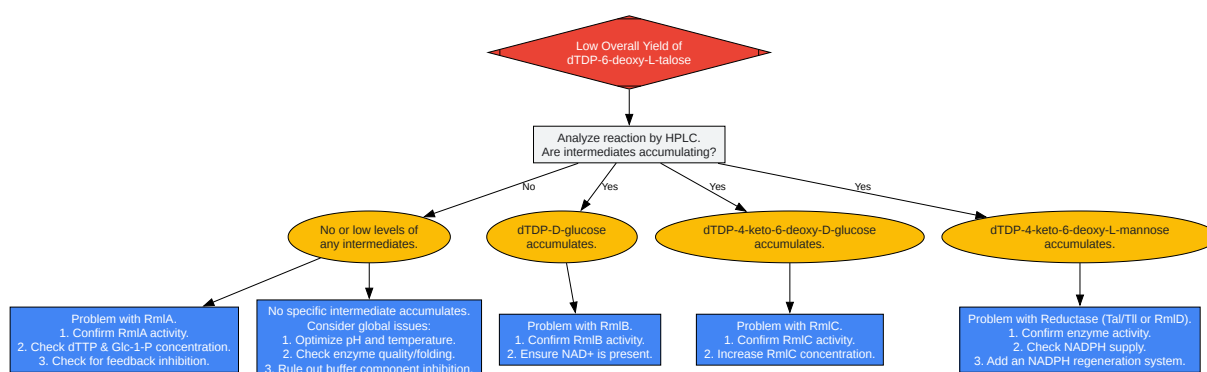 Low Overall Yield of
dTDP-6-deoxy-L-talose
Analyze reaction by HPLC.
Are intermediates accumulating?
No
Yes
Yes
Yes
No or low levels of
any intermediates.
dTDP-D-glucose
accumulates.
dTDP-4-keto-6-deoxy-D-glucose
accumulates.
dTDP-4-keto-6-deoxy-L-mannose
accumulates.
Problem with RmlA.
1. Confirm RmlA activity.
2. Check dTTP & Glc-1-P concentration.
3. Check for feedback inhibition.
No specific intermediate accumulates.
Consider global issues:
1. Optimize pH and temperature.
2. Check enzyme quality/folding.
3. Rule out buffer component inhibition.
Problem with RmlB.
1. Confirm RmlB activity.
2. Ensure NAD+ is present.
Problem with RmlC.
1. Confirm RmlC activity.
2. Increase RmlC concentration.
Problem with Reductase (Tal/Tll or RmlD).
1. Confirm enzyme activity.
2. Check NADPH supply.
3. Add an NADPH regeneration system.